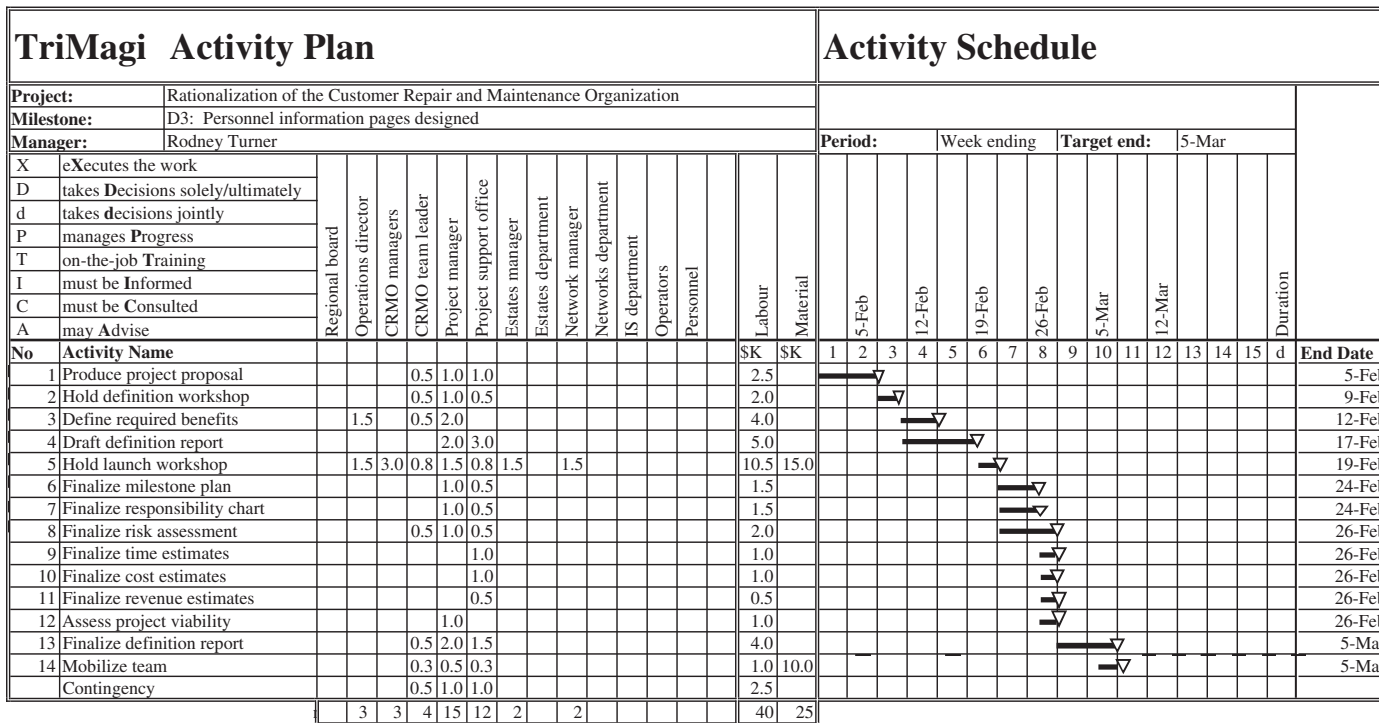 TriMagi Activity Plan
Activity Schedule
Project: Rationalization of the Customer Repair and Maintenance Organization
Milestone: D3: Personnel information pages designed
Manager: Rodney Turner
Period: Week ending Target end: 5-Mar
X eXecutes the work
D takes Decisions solely/ultimately
d takes decisions jointly
P manages Progress
T on-the-job Training
I must be Informed
C must be Consulted
A may Advise
Regional board
Operations director
CRMO managers
CRMO team leader
Project manager
Project support office
Estates manager
Estates department
Network manager
Networks department
IS department
Operators
Personnel
Labour
Material
5-Feb
12-Feb
19-Feb
26-Feb
5-Mar
12-Mar
Duration
No Activity Name $K $K 1 2 3 4 5 6 7 8 9 10 11 12 13 14 15 d End Date
1 Produce project proposal 0.5 1.0 1.0 2.5 5-Feb
2 Hold definition workshop 0.5 1.0 0.5 2.0 9-Feb
3 Define required benefits 1.5 0.5 2.0 4.0 12-Feb
4 Draft definition report 2.0 3.0 5.0 17-Feb
5 Hold launch workshop 1.5 3.0 0.8 1.5 0.8 1.5 1.5 10.5 15.0 19-Feb
6 Finalize milestone plan 1.0 0.5 1.5 24-Feb
7 Finalize responsibility chart 1.0 0.5 1.5 24-Feb
8 Finalize risk assessment 0.5 1.0 0.5 2.0 26-Feb
9 Finalize time estimates 1.0 1.0 26-Feb
10 Finalize cost estimates 1.0 1.0 26-Feb
11 Finalize revenue estimates 0.5 0.5 26-Feb
12 Assess project viability 1.0 1.0 26-Feb
13 Finalize definition report 0.5 2.0 1.5 4.0 5-Ma
14 Mobilize team 0.3 0.5 0.3 1.0 10.0 5-Ma
Contingency 0.5 1.0 1.0 2.5
3 3 4 15 12 2 2 40 25